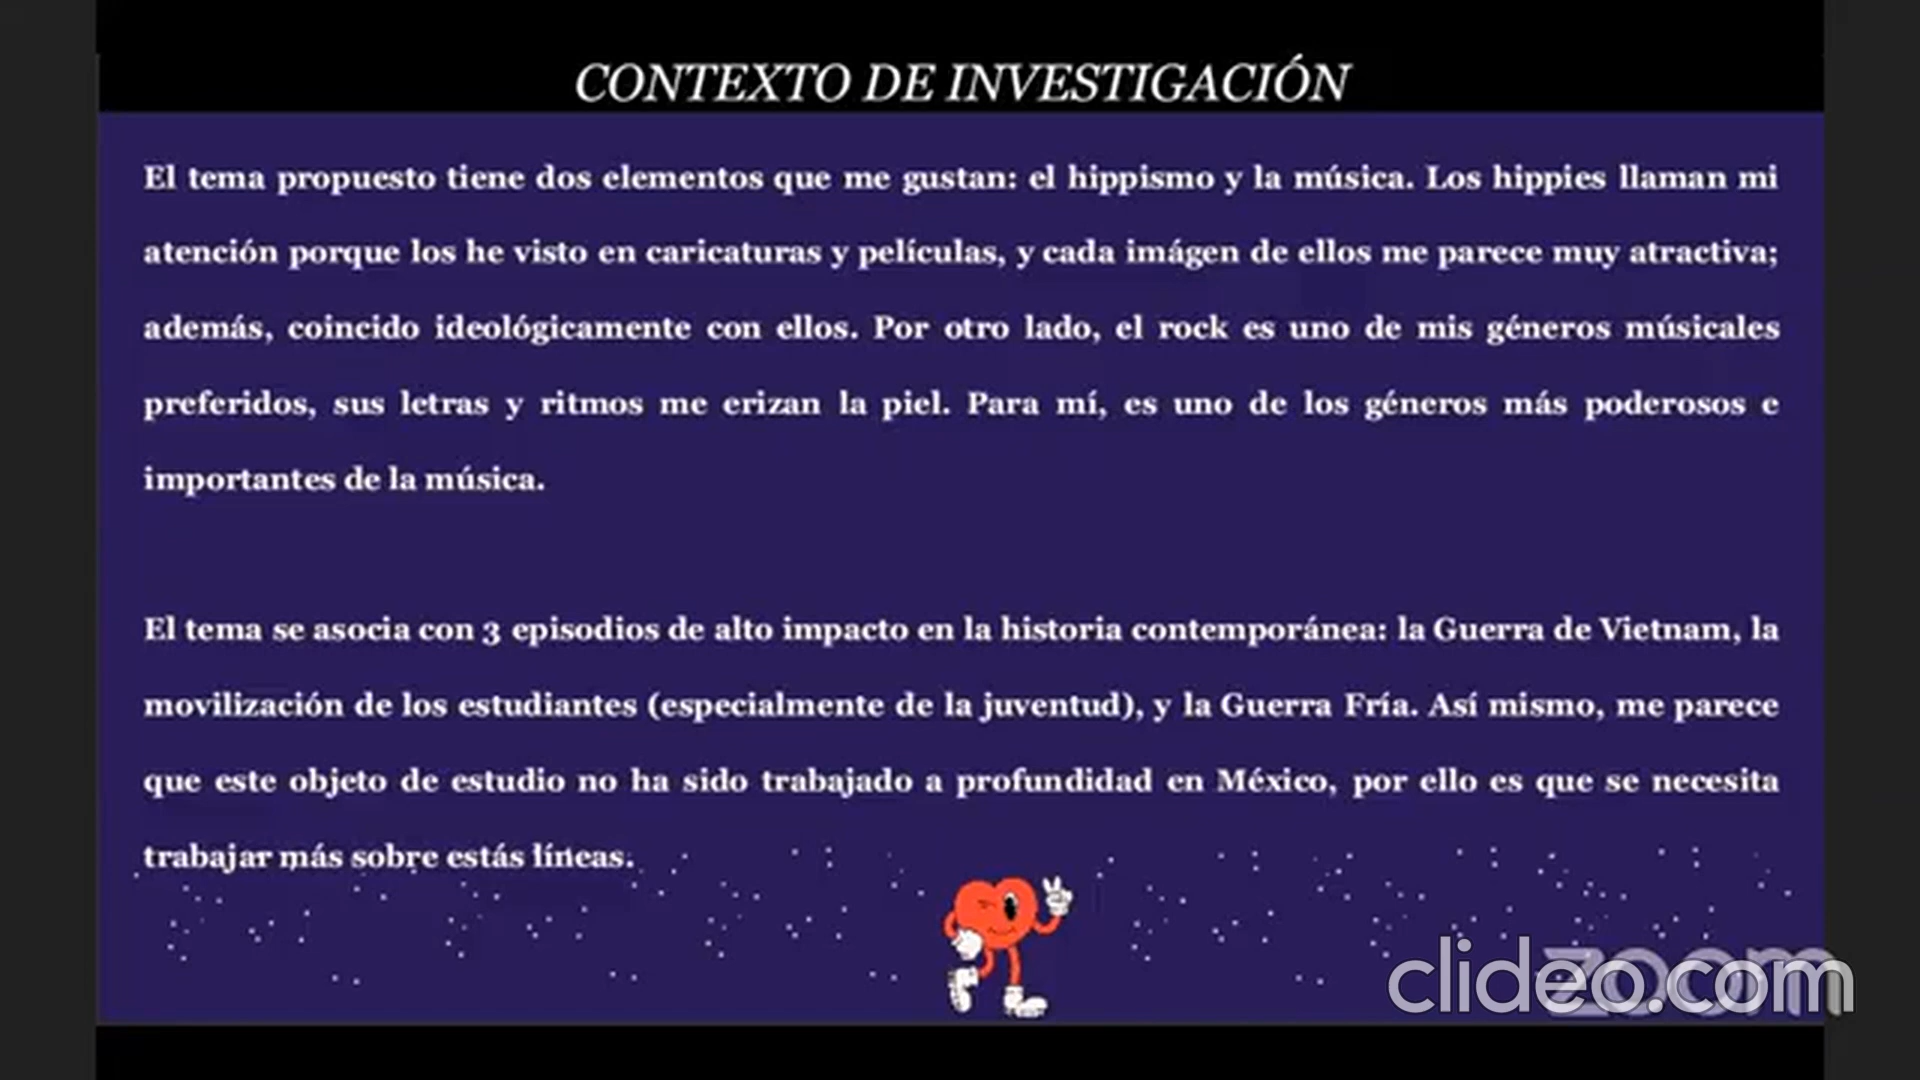 CONTEXTO DE INVESTIGACIÓN
El tema propuesto tiene dos elementos que me gustan: el hippismo y la música. Los hippies llaman mi
atención porque los he visto en caricaturas y películas, y cada imágen de ellos me parece muy atractiva;
además, coincido ideológicamente con ellos. Por otro lado, el rock es uno de mis géneros músicales
preferidos, sus letras y ritmos me erizan la piel. Para mí, es uno de los géneros más poderosos e
importantes de la música.
El tema se asocia con 3 episodios de alto impacto en la historia contemporánea: la Guerra de Vietnam, la
movilización de los estudiantes (especialmente de la juventud), y la Guerra Fría. Así mismo, me parece
que este objeto de estudio no ha sido trabajado a profundidad en México, por ello es que se necesita
trabajar más sobre estás líneas.
clideo.com
zoom